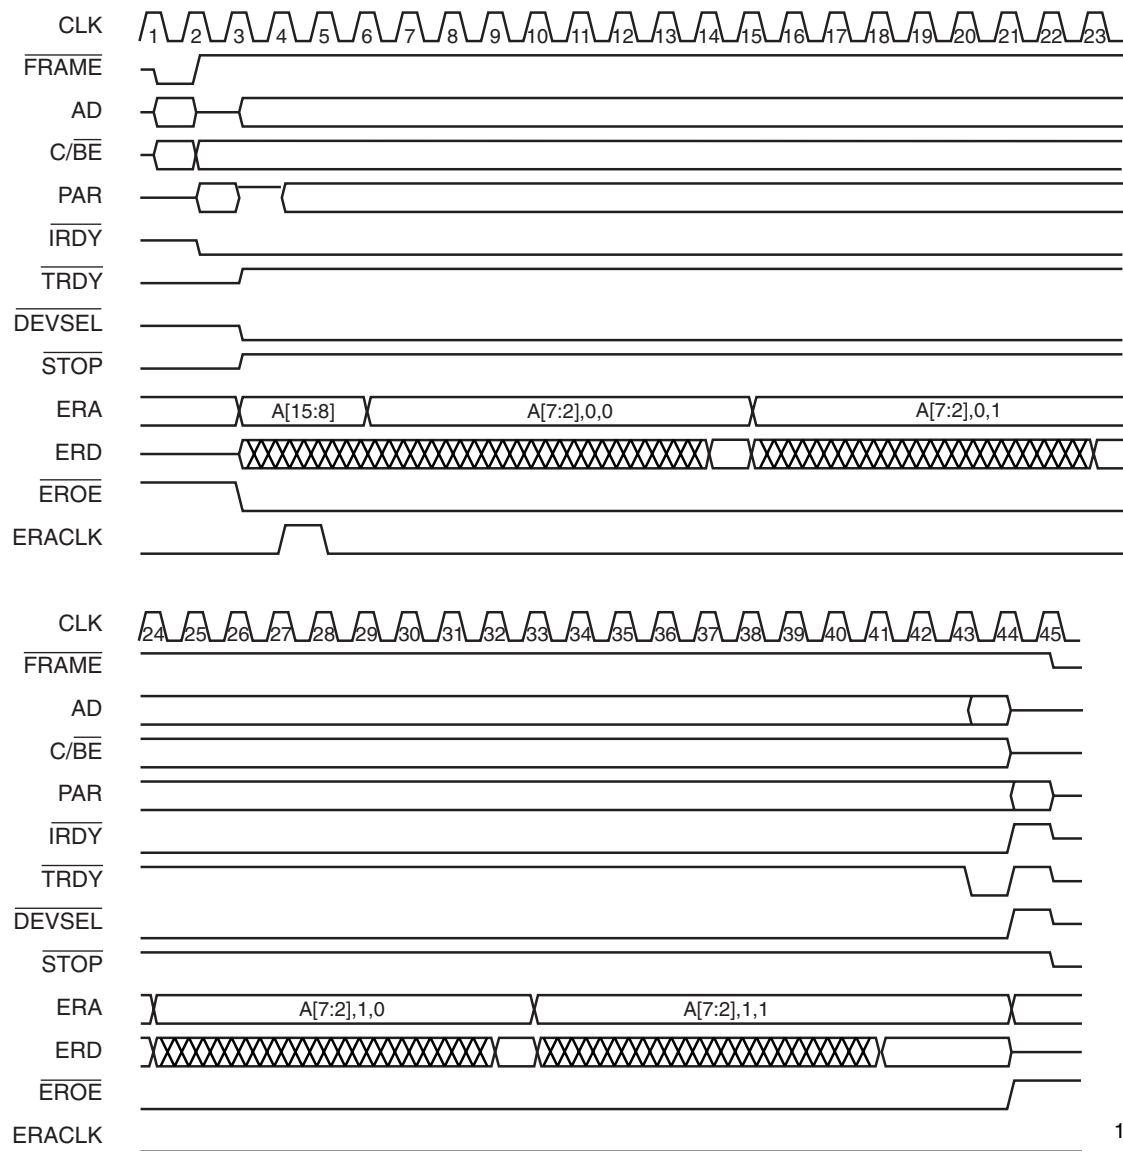 CLK 1 2 3 4 5 6 7 8 9 10 11 12 13 14 15 16 17 18 19 20 21 22 23
FRAME
AD
C/BE
PAR
IRDY
TRDY
DEVSEL
STOP
ERA A[15:8] A[7:2],0,0 A[7:2],0,1
ERD
EROE
ERACLK
CLK 24 25 26 27 28 29 30 31 32 33 34 35 36 37 38 39 40 41 42 43 44 45
FRAME
AD
C/BE
PAR
IRDY
TRDY
DEVSEL
STOP
ERA A[7:2],1,0 A[7:2],1,1
ERD
EROE
ERACLK
1